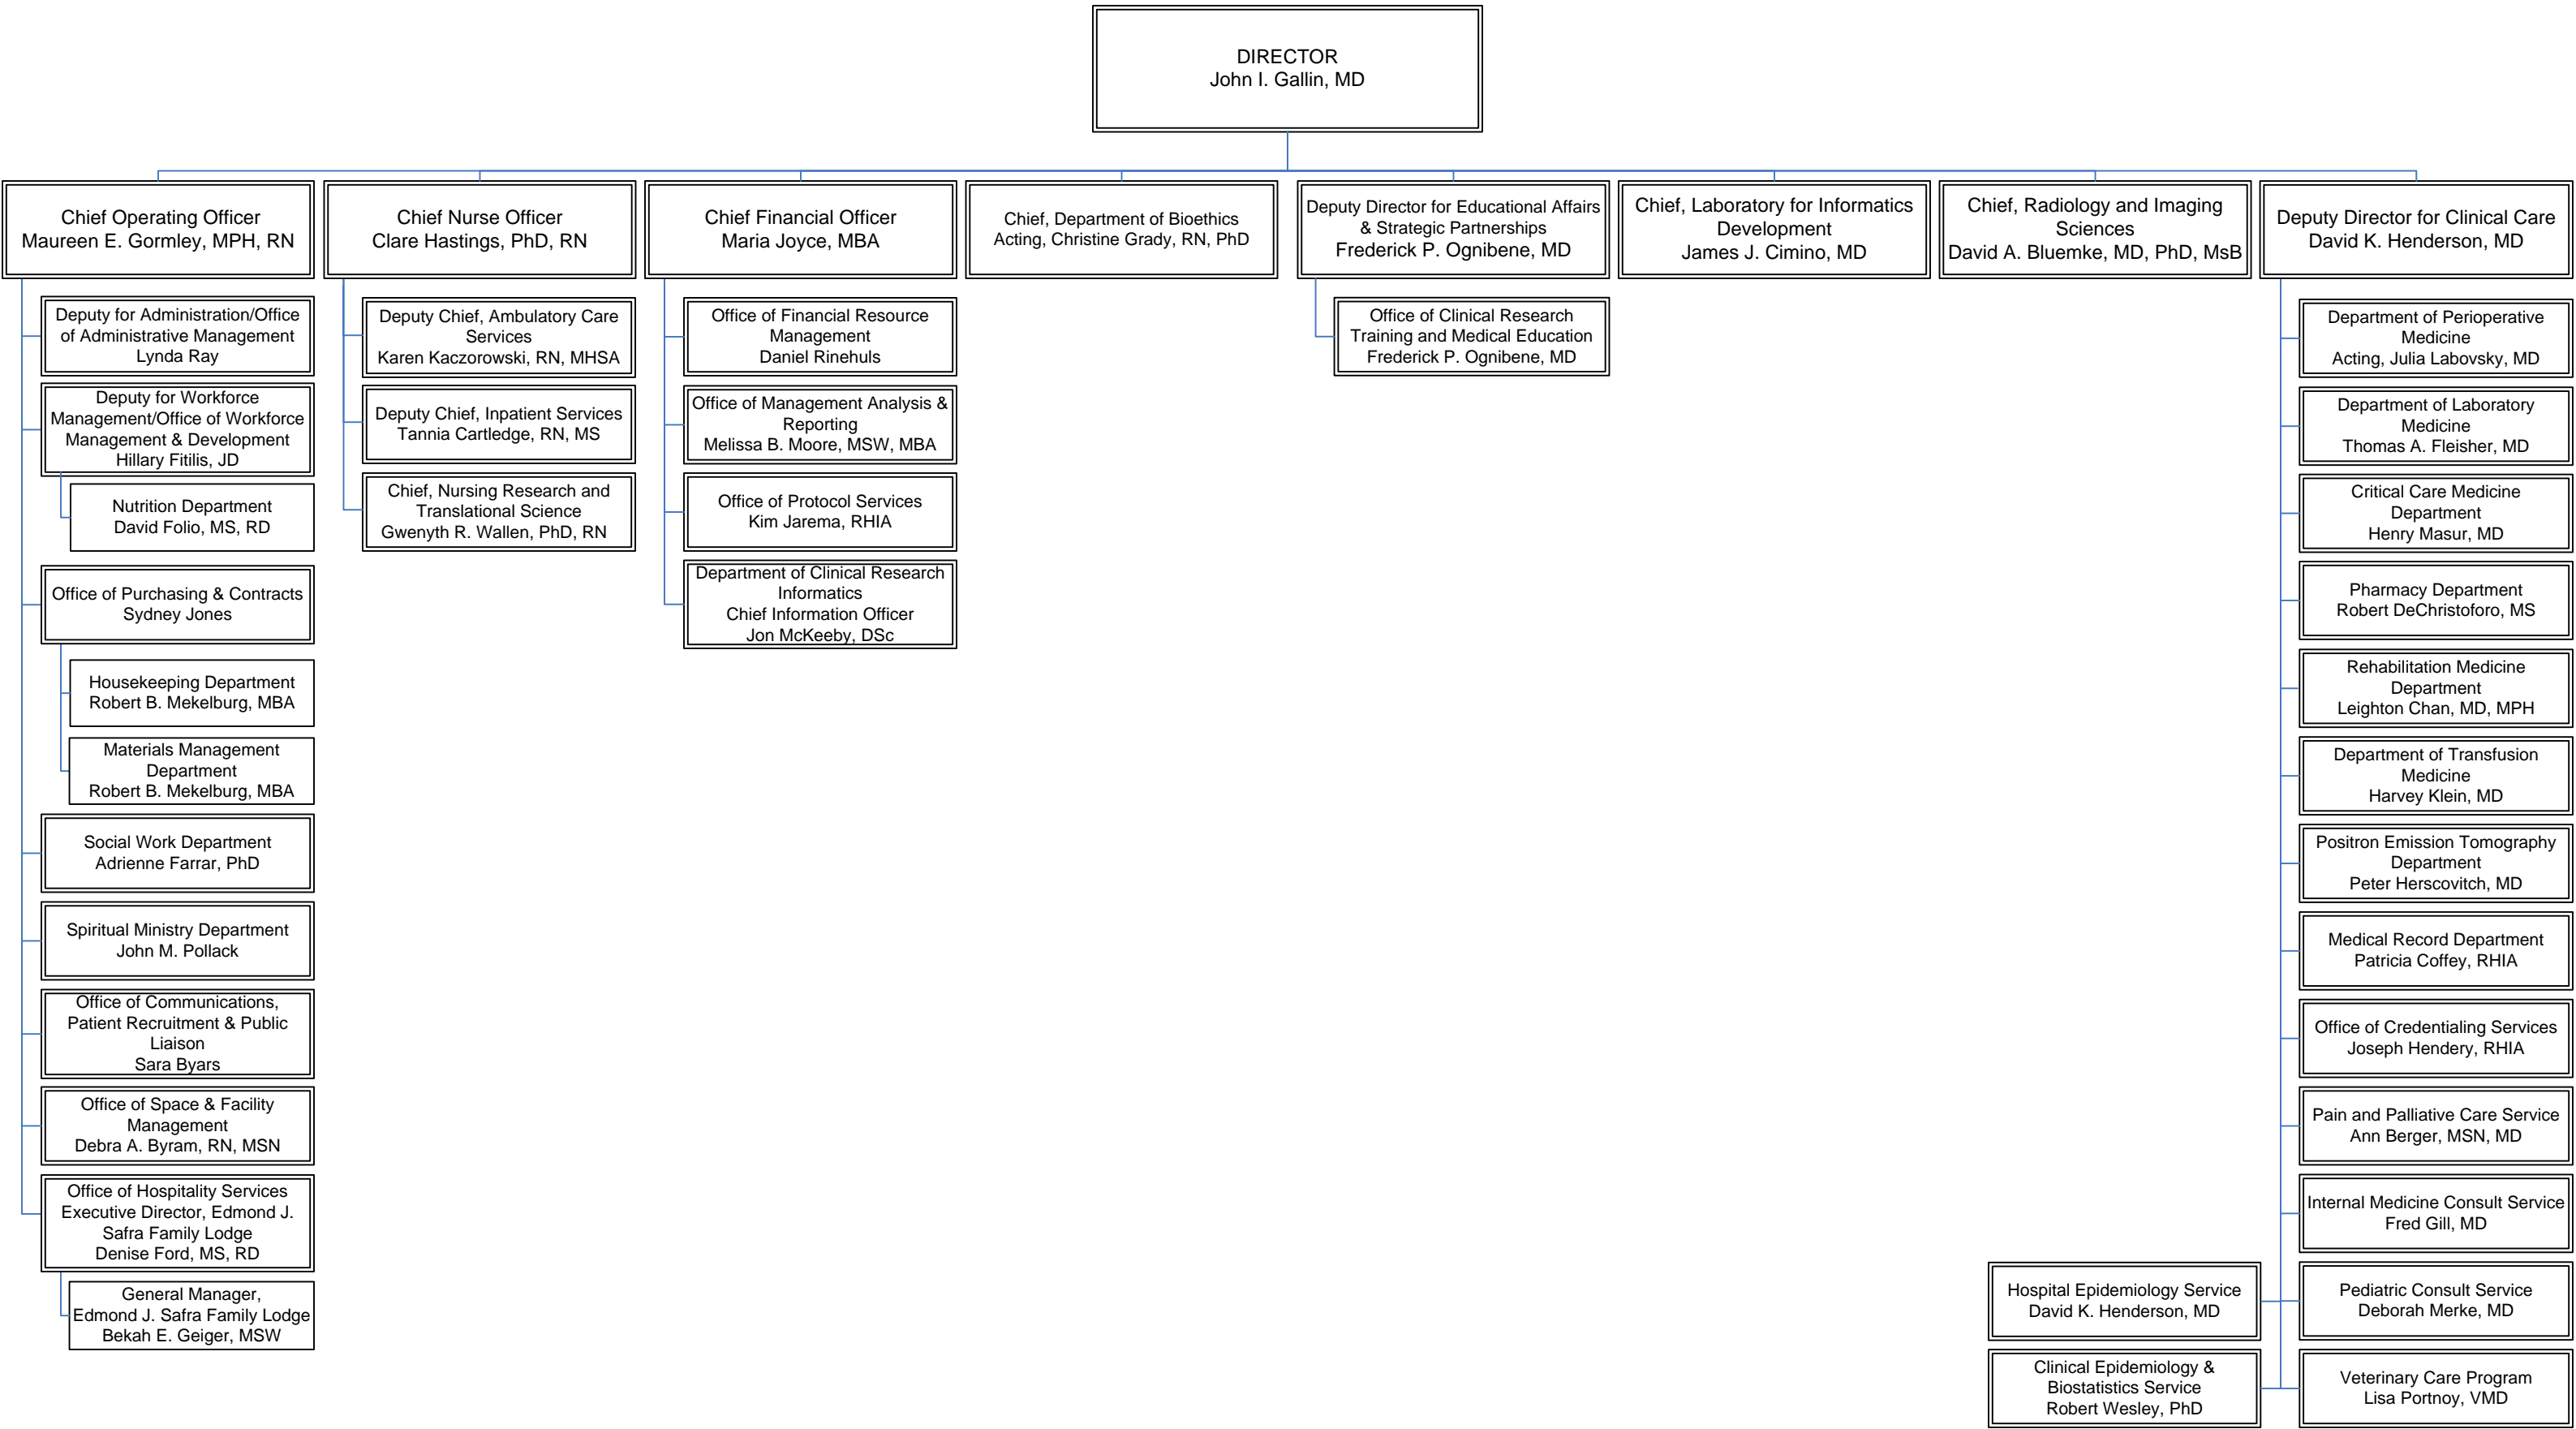 DIRECTOR
John I. Gallin, MD
Chief Operating Officer
Maureen E. Gormley, MPH, RN
Chief Nurse Officer
Clare Hastings, PhD, RN
Chief Financial Officer
Maria Joyce, MBA
Chief, Department of Bioethics
Acting, Christine Grady, RN, PhD
Deputy Director for Educational Affairs
& Strategic Partnerships
Frederick P. Ognibene, MD
Chief, Laboratory for Informatics
Development
James J. Cimino, MD
Chief, Radiology and Imaging
Sciences
David A. Bluemke, MD, PhD, MsB
Deputy Director for Clinical Care
David K. Henderson, MD
Deputy for Administration/Office
of Administrative Management
Lynda Ray
Deputy for Workforce
Management/Office of Workforce
Management & Development
Hillary Fitilis, JD
Nutrition Department
David Folio, MS, RD
Office of Purchasing & Contracts
Sydney Jones
Housekeeping Department
Robert B. Mekelburg, MBA
Materials Management
Department
Robert B. Mekelburg, MBA
Social Work Department
Adrienne Farrar, PhD
Spiritual Ministry Department
John M. Pollack
Office of Communications,
Patient Recruitment & Public
Liaison
Sara Byars
Office of Space & Facility
Management
Debra A. Byram, RN, MSN
Office of Hospitality Services
Executive Director, Edmond J.
Safra Family Lodge
Denise Ford, MS, RD
General Manager,
Edmond J. Safra Family Lodge
Bekah E. Geiger, MSW
Deputy Chief, Ambulatory Care
Services
Karen Kaczorowski, RN, MHSA
Deputy Chief, Inpatient Services
Tannia Cartledge, RN, MS
Chief, Nursing Research and
Translational Science
Gwenyth R. Wallen, PhD, RN
Office of Financial Resource
Management
Daniel Rinehuls
Office of Management Analysis &
Reporting
Melissa B. Moore, MSW, MBA
Office of Protocol Services
Kim Jarema, RHIA
Department of Clinical Research
Informatics
Chief Information Officer
Jon McKeeby, DSc
Office of Clinical Research
Training and Medical Education
Frederick P. Ognibene, MD
Department of Perioperative
Medicine
Acting, Julia Labovsky, MD
Department of Laboratory
Medicine
Thomas A. Fleisher, MD
Critical Care Medicine
Department
Henry Masur, MD
Pharmacy Department
Robert DeChristoforo, MS
Rehabilitation Medicine
Department
Leighton Chan, MD, MPH
Department of Transfusion
Medicine
Harvey Klein, MD
Positron Emission Tomography
Department
Peter Herscovitch, MD
Medical Record Department
Patricia Coffey, RHIA
Office of Credentialing Services
Joseph Hendery, RHIA
Pain and Palliative Care Service
Ann Berger, MSN, MD
Internal Medicine Consult Service
Fred Gill, MD
Hospital Epidemiology Service
David K. Henderson, MD
Pediatric Consult Service
Deborah Merke, MD
Clinical Epidemiology &
Biostatistics Service
Robert Wesley, PhD
Veterinary Care Program
Lisa Portnoy, VMD